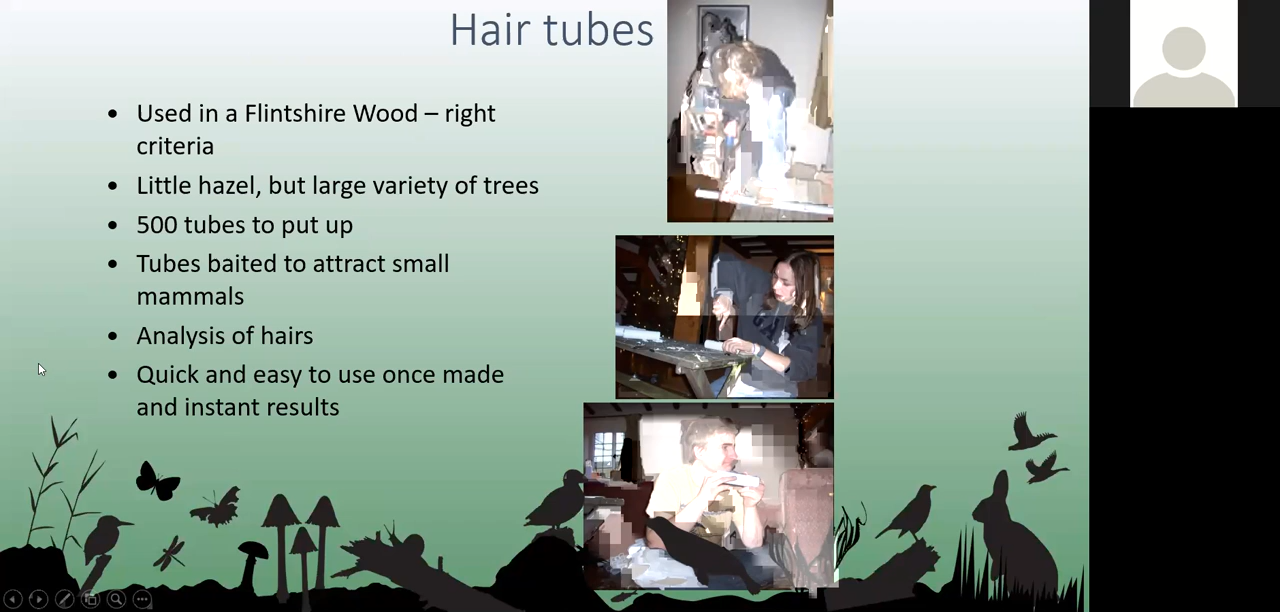 Hair tubes
• Used in a Flintshire Wood – right
criteria
• Little hazel, but large variety of trees
• 500 tubes to put up
• Tubes baited to attract small
mammals
• Analysis of hairs
• Quick and easy to use once made
and instant results